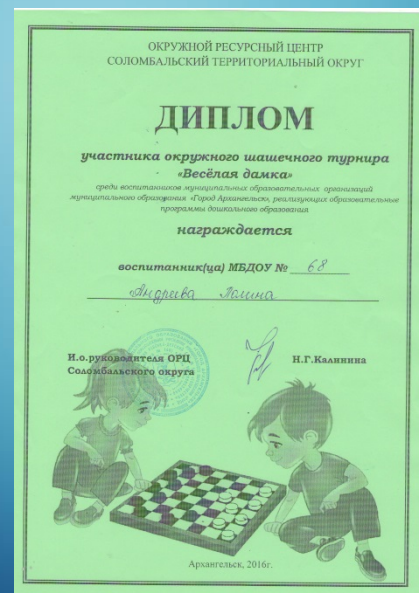 ОКРУЖНОЙ РЕСУРСНЫЙ ЦЕНТР
СОЛОМБАЛЬСКИЙ ТЕРРИТОРИАЛЬНЫЙ ОКРУГ
ДИПЛОМ
участника окружного шашечного турнира
«Весёлая дамка»
среди воспитанников муниципальных образовательных организаций
муниципального образования «Город Архангельск», реализующих образовательные
программы дошкольного образования
награждается
воспитанник(ца) МБДОУ № 68
Андреева Полина
И.о.руководителя ОРЦ
Соломбальского округа
Н.Г.Калинина
Архангельск, 2016г.